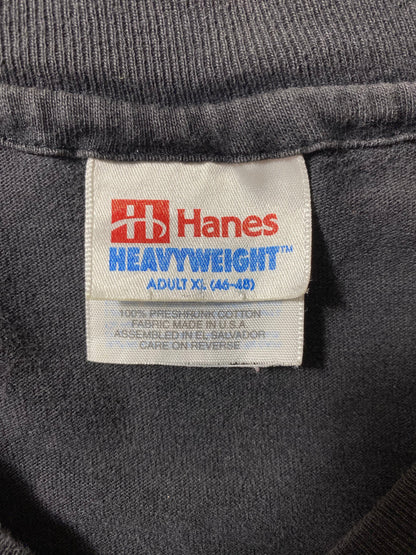 H Hanes
HEAVYWEIGHT™
ADULT XL (46-48)
100% PRESHRUNK COTTON
FABRIC MADE IN U.S.A
ASSEMBLED IN EL SALVADOR
CARE ON REVERSE